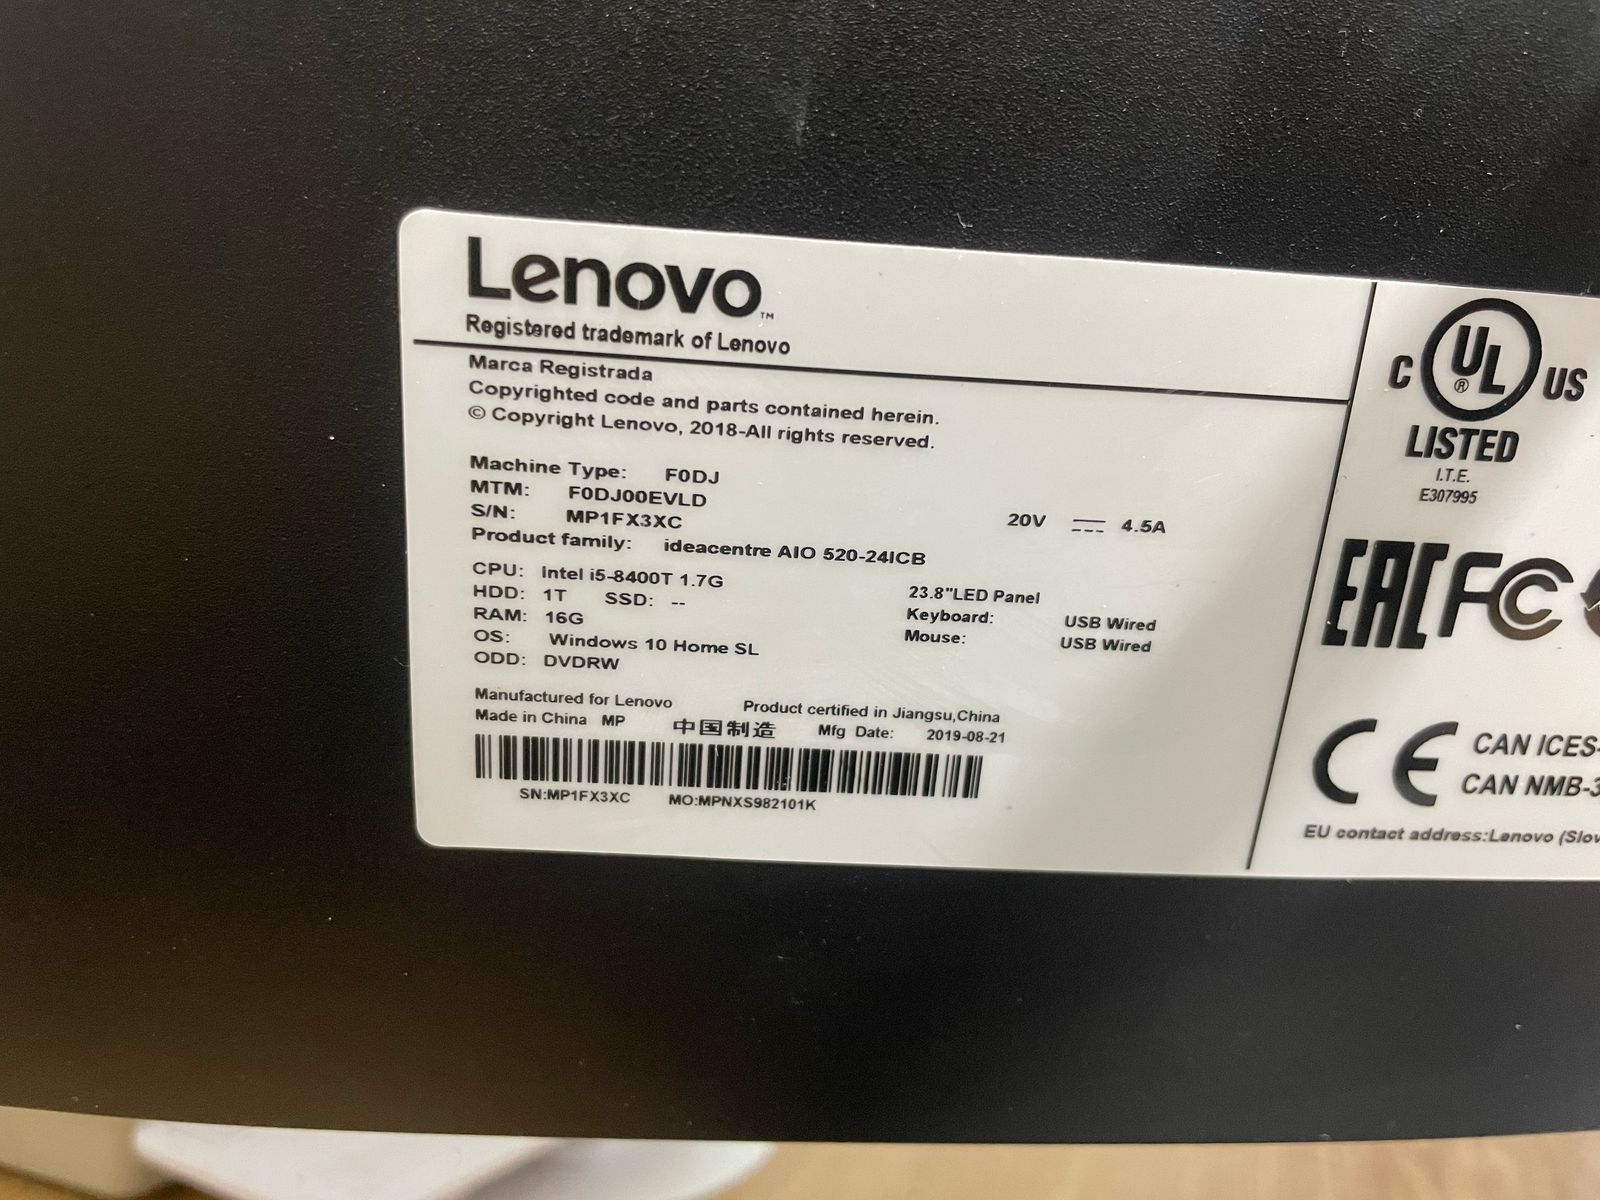 Lenovo™
Registered trademark of Lenovo
Marca Registrada
Copyrighted code and parts contained herein.
© Copyright Lenovo, 2018-All rights reserved.
Machine Type: F0DJ
MTM: F0DJ00EVLD
S/N: MP1FX3XC
20V ⎓ 4.5A
Product family: ideacentre AIO 520-24ICB
CPU: Intel i5-8400T 1.7G
HDD: 1T SSD: --
RAM: 16G
OS: Windows 10 Home SL
ODD: DVDRW
23.8"LED Panel
Keyboard: USB Wired
Mouse: USB Wired
Manufactured for Lenovo
Product certified in Jiangsu,China
Made in China MP 中国制造 Mfg Date: 2019-08-21
SN:MP1FX3XC MO:MPNXS982101K
C UL® US
LISTED
I.T.E.
E307995
EAC FC
CE
CAN ICES-
CAN NMB-3
EU contact address:Lenovo (Slov